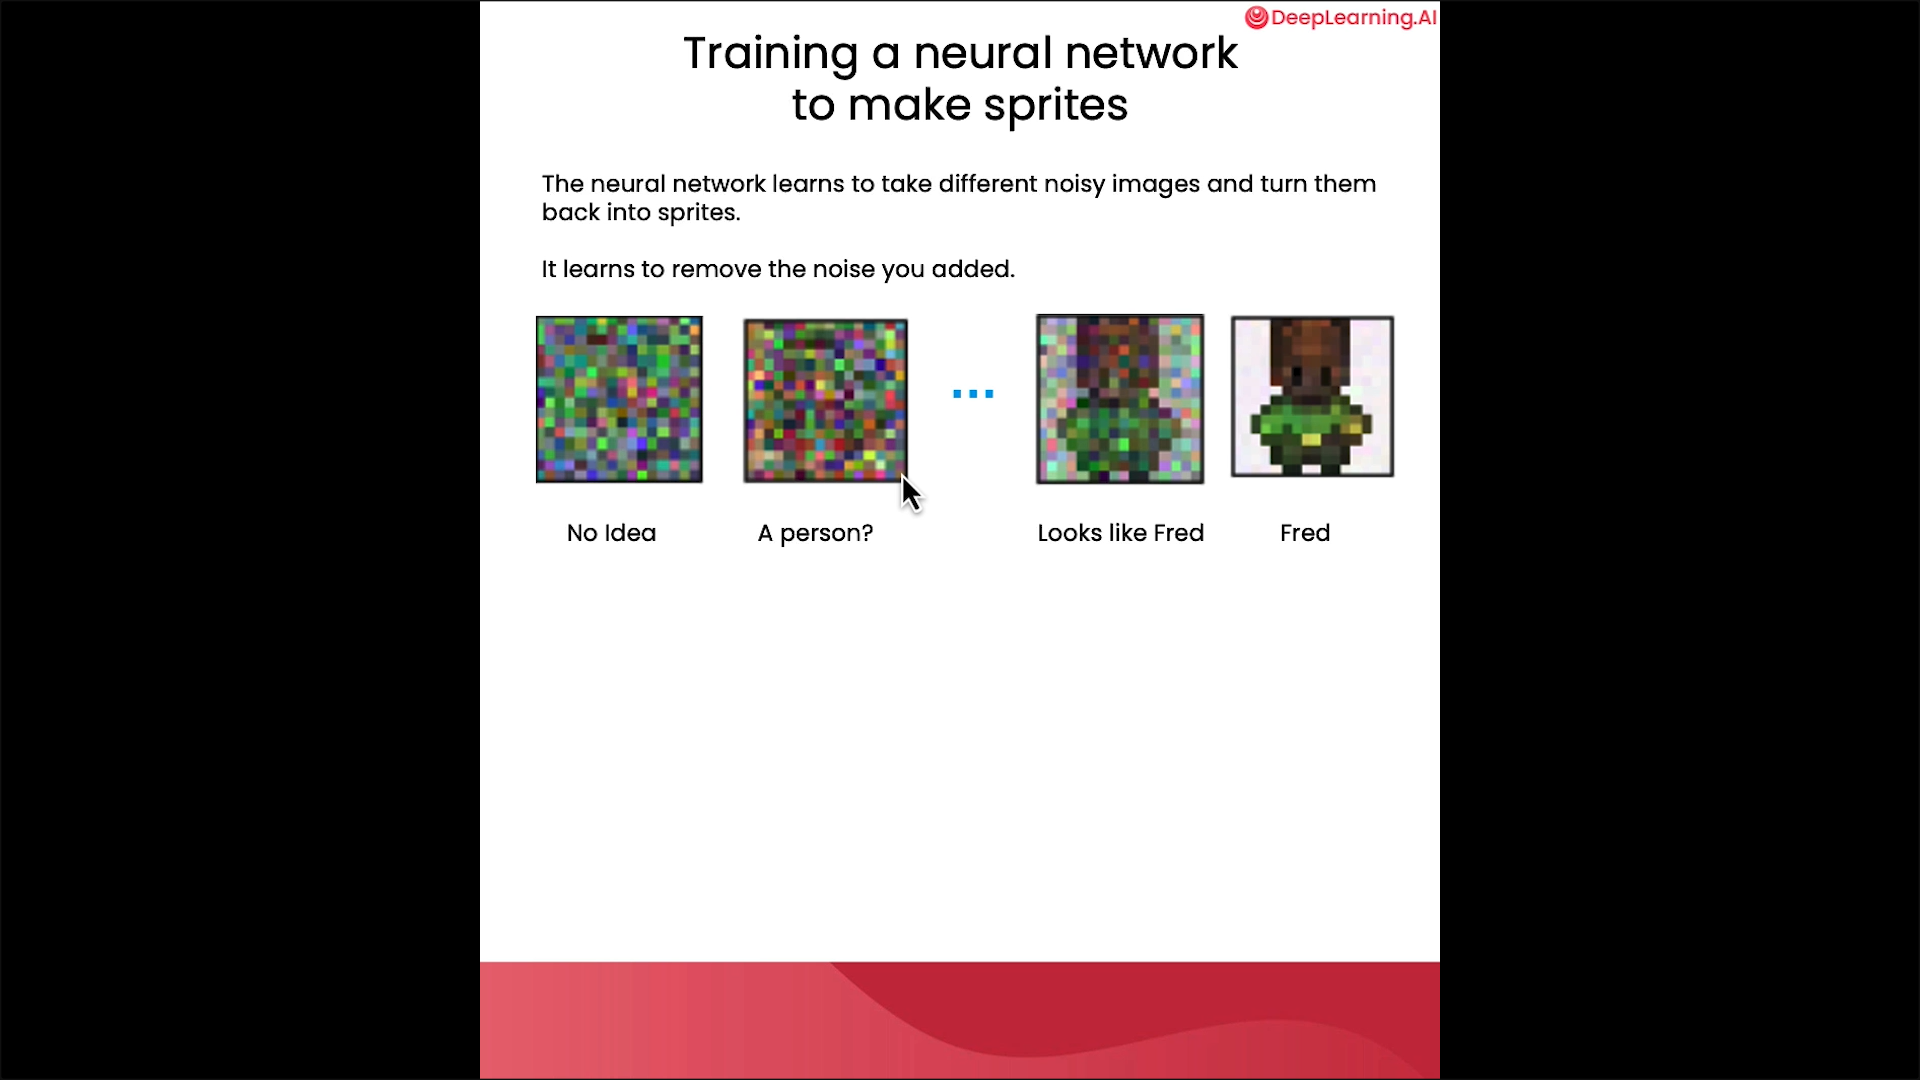 DeepLearning.AI
Training a neural network
to make sprites
The neural network learns to take different noisy images and turn them
back into sprites.
It learns to remove the noise you added.
...
No Idea
A person?
Looks like Fred
Fred